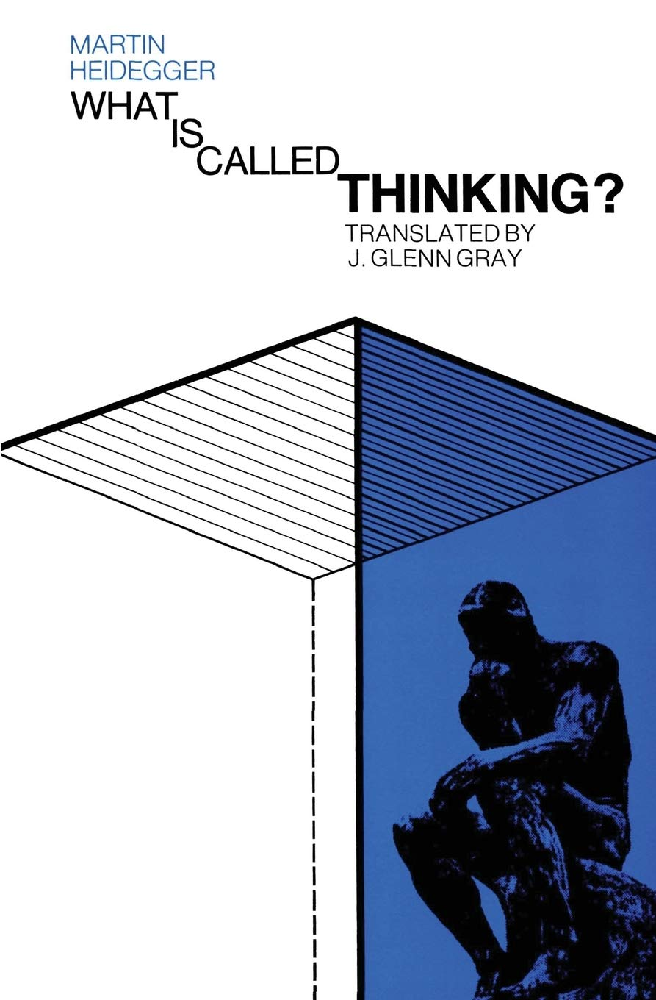 MARTIN
HEIDEGGER
WHAT
IS
CALLED
THINKING?
TRANSLATED BY
J. GLENN GRAY